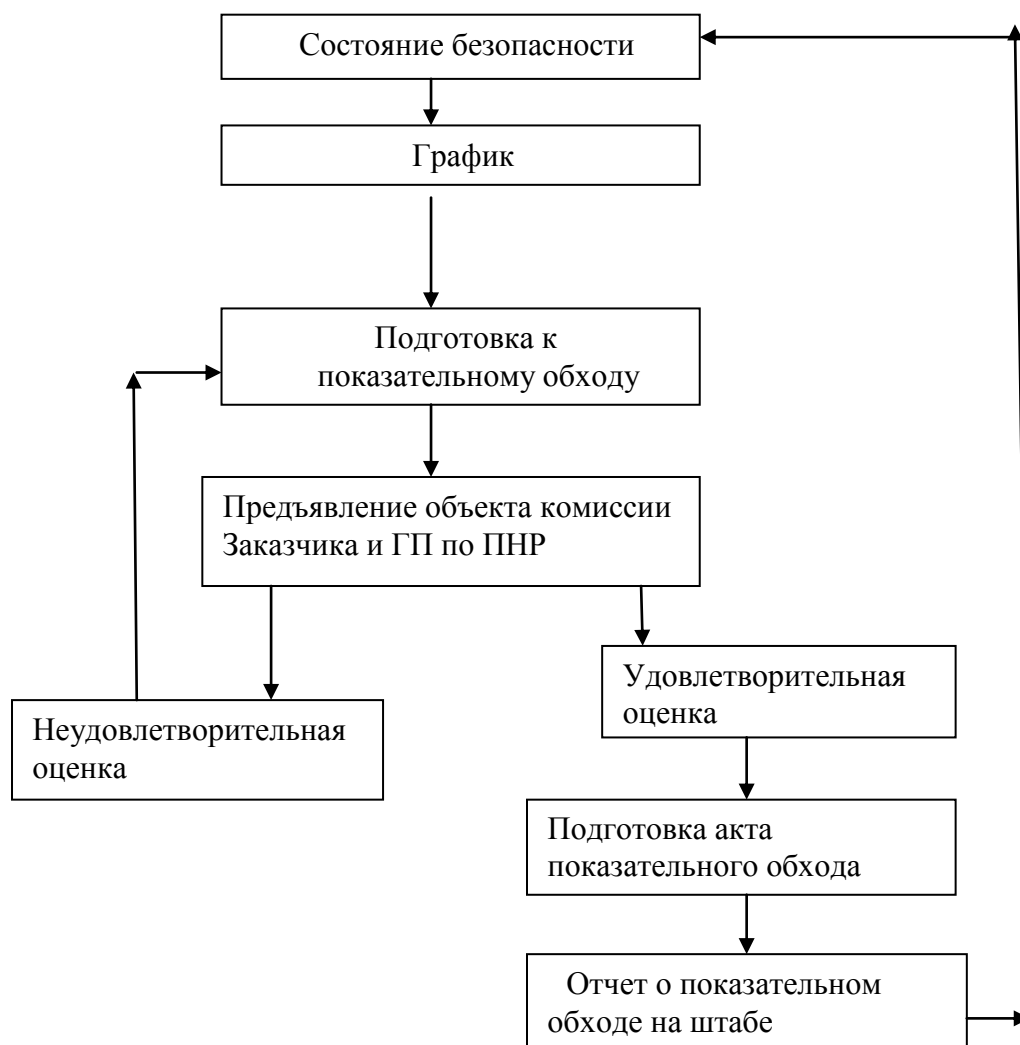 Состояние безопасности
График
Подготовка к
показательному обходу
Предъявление объекта комиссии
Заказчика и ГП по ПНР
Удовлетворительная
оценка
Неудовлетворительная
оценка
Подготовка акта
показательного обхода
Отчет о показательном
обходе на штабе